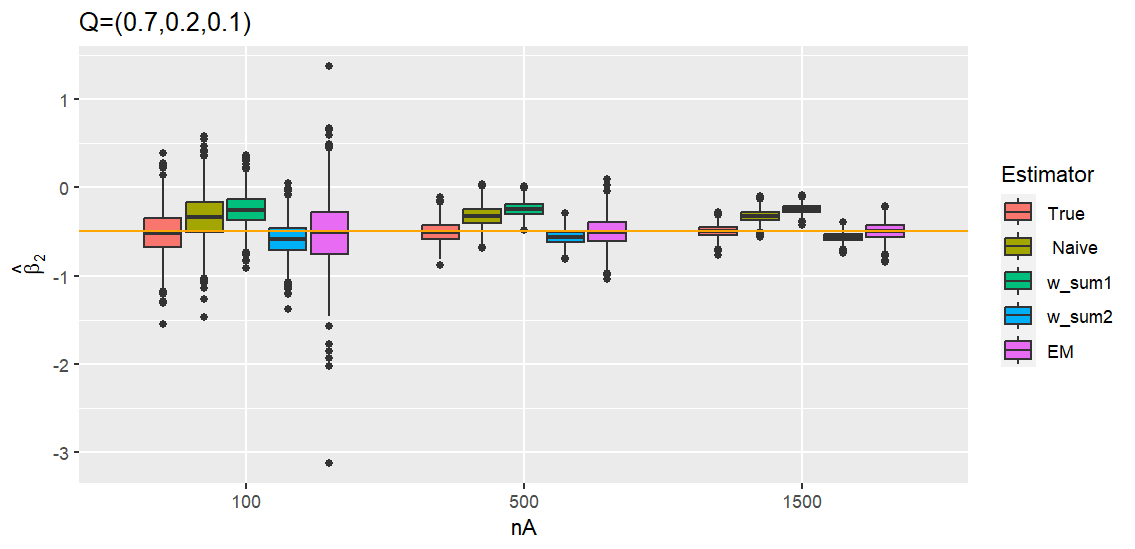 Q=(0.7,0.2,0.1)
1
0
-1
-2
-3
β̂₂
100
500
1500
nA
Estimator
True
Naive
w_sum1
w_sum2
EM